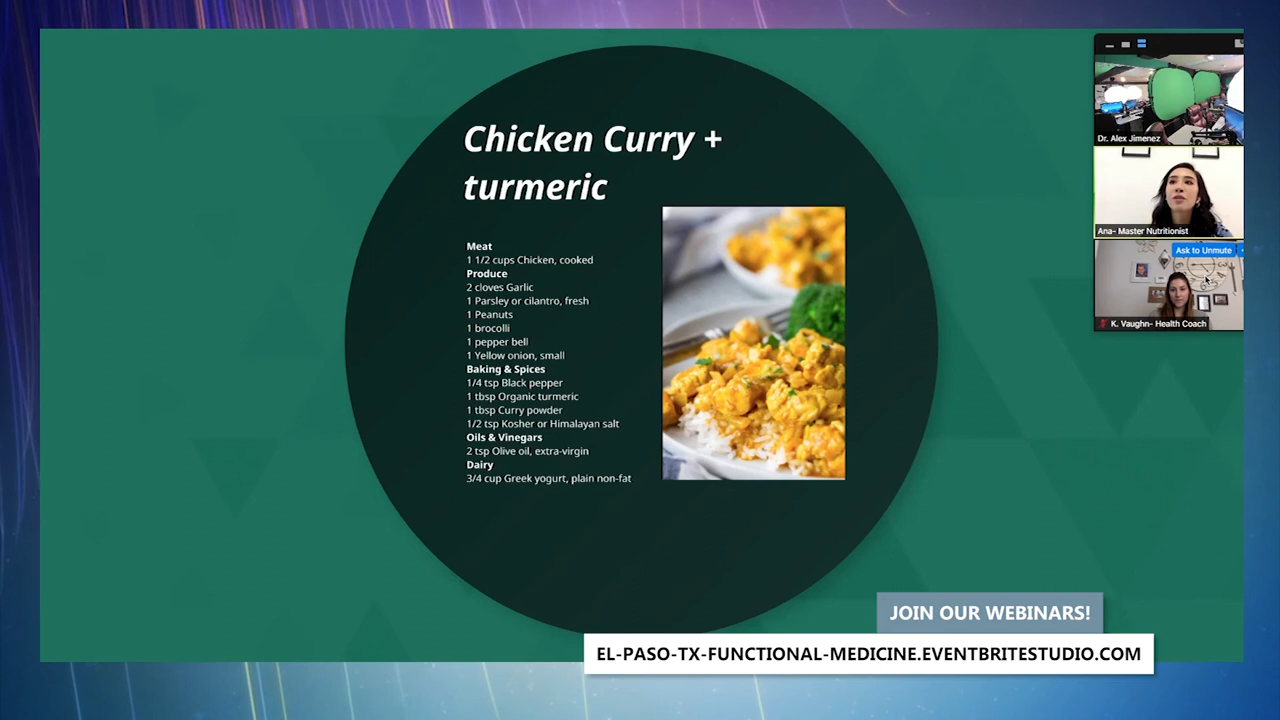 Chicken Curry +
turmeric
Meat
1 1/2 cups Chicken, cooked
Produce
2 cloves Garlic
1 Parsley or cilantro, fresh
1 Peanuts
1 brocolli
1 pepper bell
1 Yellow onion, small
Baking & Spices
1/4 tsp Black pepper
1 tbsp Organic turmeric
1 tbsp Curry powder
1/2 tsp Kosher or Himalayan salt
Oils & Vinegars
2 tsp Olive oil, extra-virgin
Dairy
3/4 cup Greek yogurt, plain non-fat
Dr. Alex Jimenez
Ana- Master Nutritionist
Ask to Unmute
K. Vaughn- Health Coach
JOIN OUR WEBINARS!
EL-PASO-TX-FUNCTIONAL-MEDICINE.EVENTBRITESTUDIO.COM